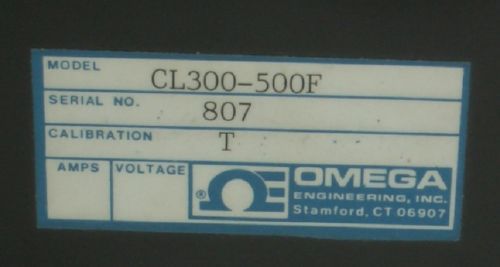 MODEL CL300-500F
SERIAL NO. 807
CALIBRATION T
AMPS VOLTAGE
® OMEGA
ENGINEERING, INC.
Stamford, CT 06907